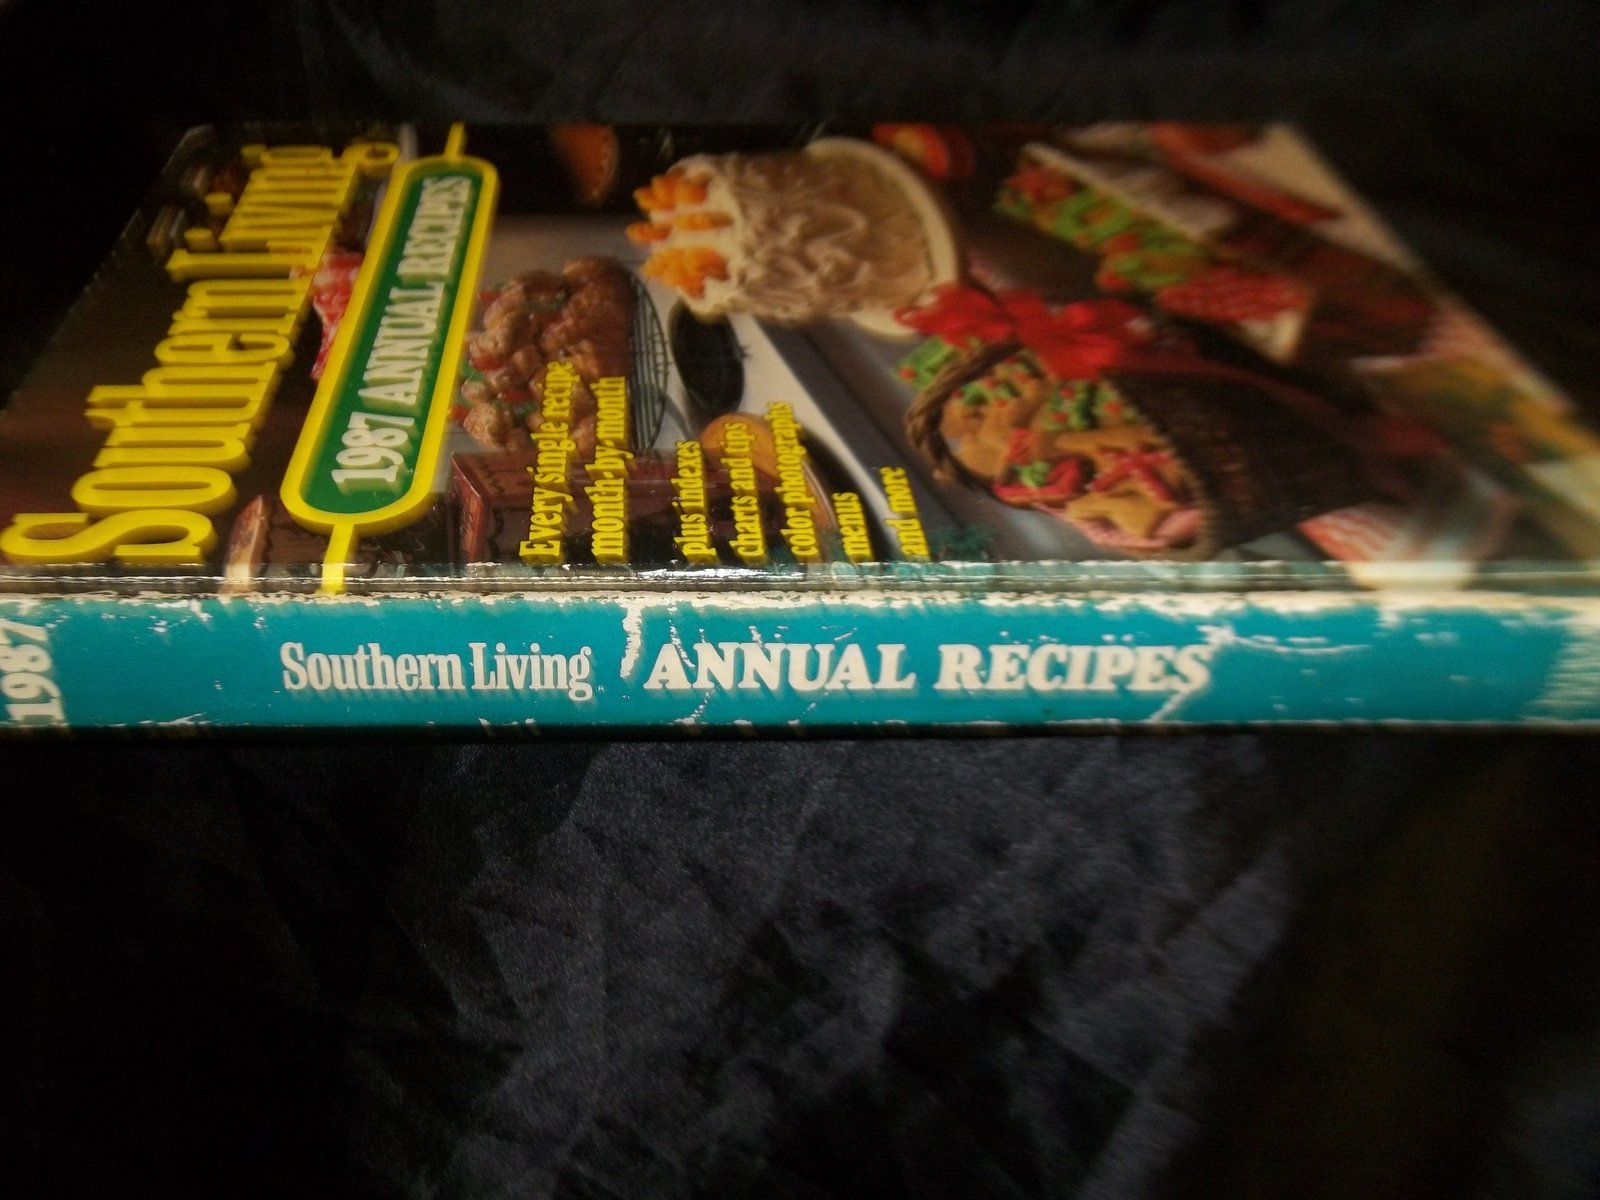 Southern Living
1987 ANNUAL RECIPES
Every single recipe
month-by-month
plus indexes
charts and tips
color photographs
menus
and more
1987
Southern Living® ANNUAL RECIPES